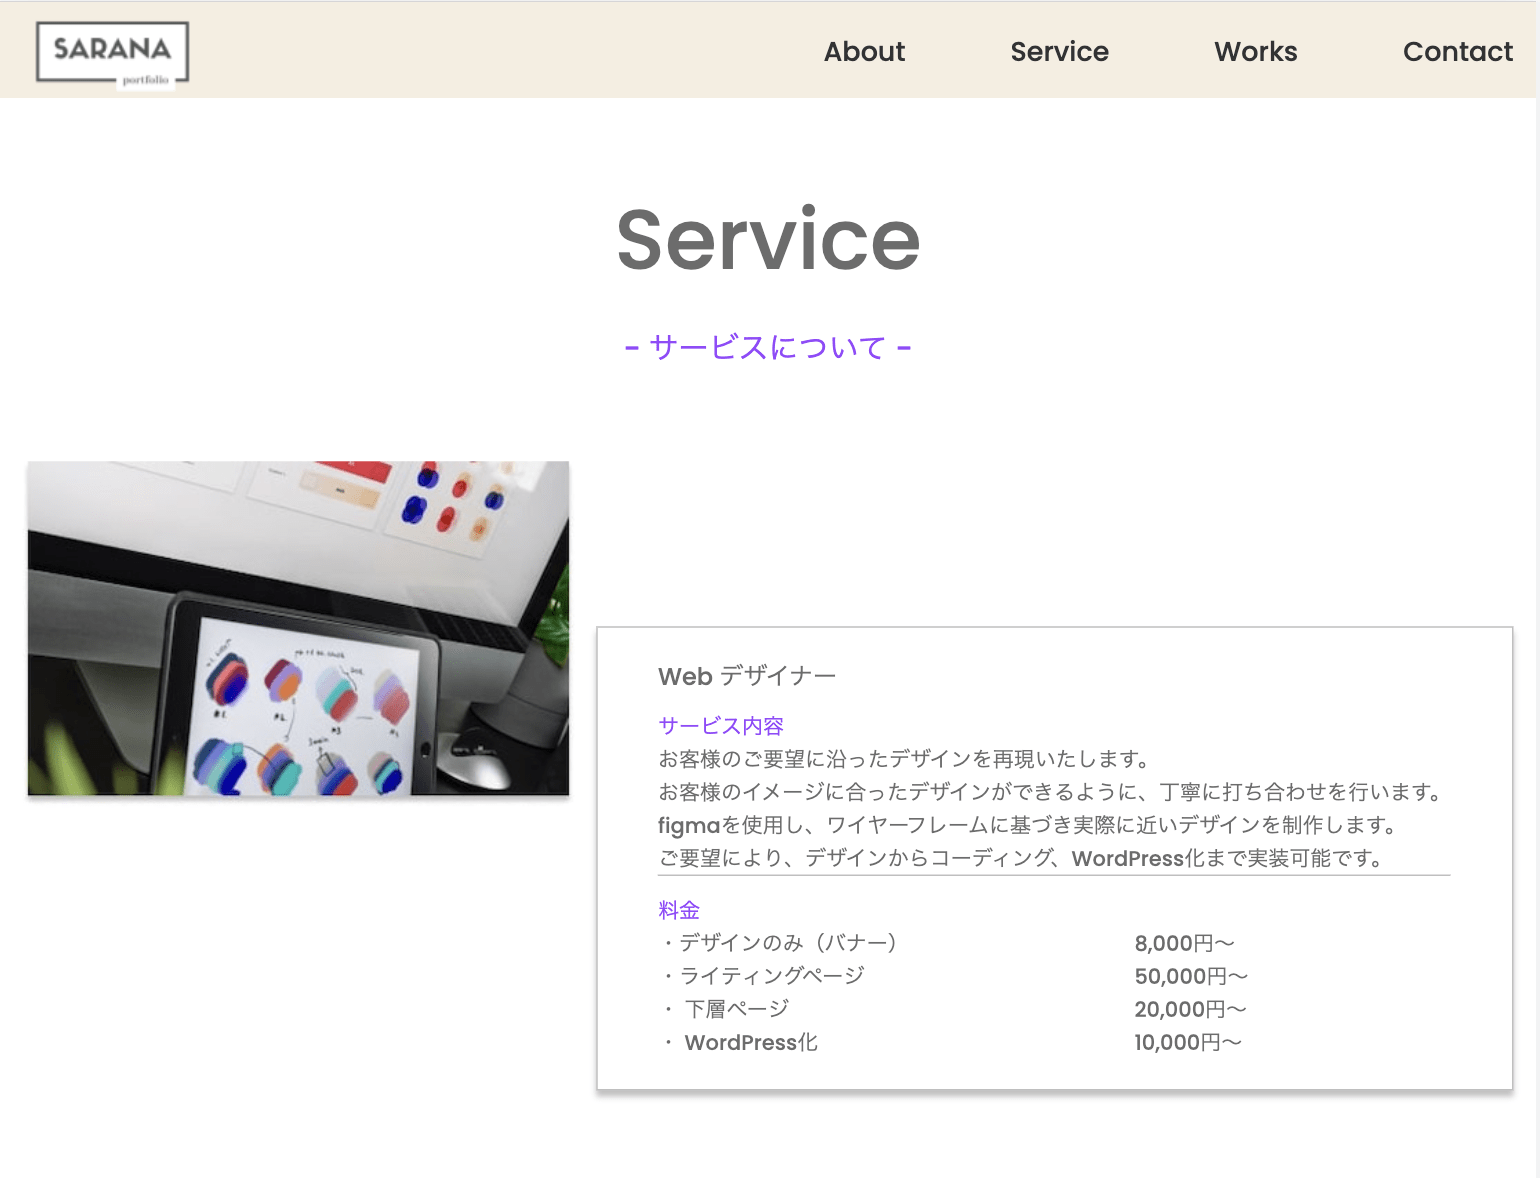 SARANA
portfolio
About Service Works Contact
Service
- サービスについて -
Web デザイナー
サービス内容
お客様のご要望に沿ったデザインを再現いたします。
お客様のイメージに合ったデザインができるように、丁寧に打ち合わせを行います。
figmaを使用し、ワイヤーフレームに基づき実際に近いデザインを制作します。
ご要望により、デザインからコーディング、WordPress化まで実装可能です。
料金
・デザインのみ（バナー） 8,000円〜
・ライティングページ 50,000円〜
・ 下層ページ 20,000円〜
・ WordPress化 10,000円〜